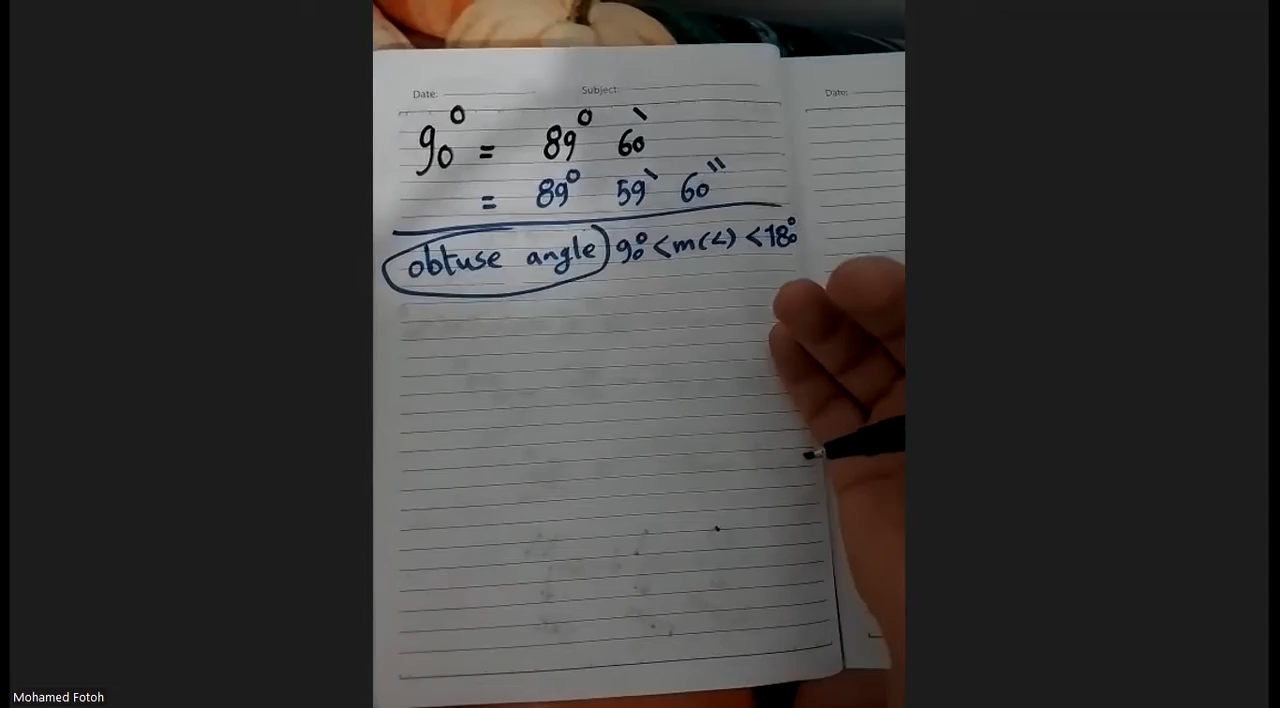 Date: Subject: Date:
90° = 89° 60`
= 89° 59` 60``
obtuse angle) 90° < m(∠) < 180°
Mohamed Fotoh